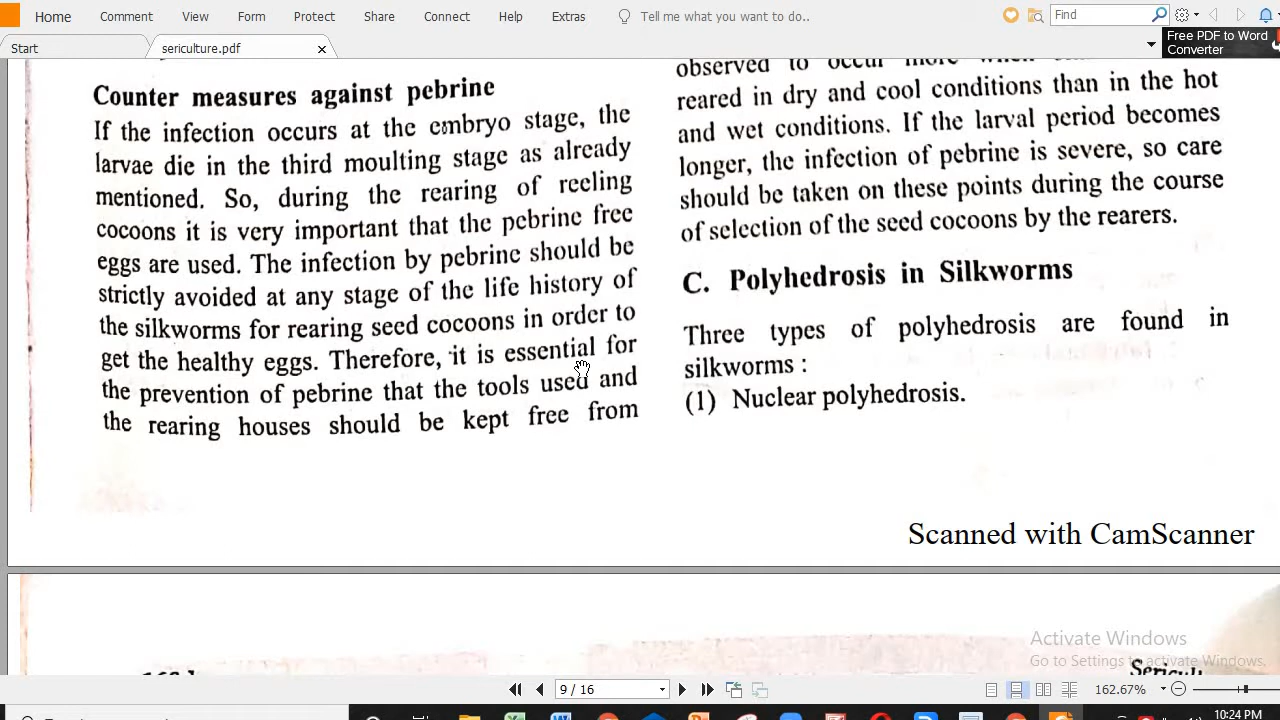 Home Comment View Form Protect Share Connect Help Extras Tell me what you want to do.. Find
Start sericulture.pdf x Free PDF to Word
Converter
Counter measures against pebrine
If the infection occurs at the embryo stage, the
larvae die in the third moulting stage as already
mentioned. So, during the rearing of reeling
cocoons it is very important that the pebrine free
eggs are used. The infection by pebrine should be
strictly avoided at any stage of the life history of
the silkworms for rearing seed cocoons in order to
get the healthy eggs. Therefore, it is essential for
the prevention of pebrine that the tools used and
the rearing houses should be kept free from
observed to occur more when
reared in dry and cool conditions than in the hot
and wet conditions. If the larval period becomes
longer, the infection of pebrine is severe, so care
should be taken on these points during the course
of selection of the seed cocoons by the rearers.
C. Polyhedrosis in Silkworms
Three types of polyhedrosis are found in
silkworms :
(1) Nuclear polyhedrosis.
Scanned with CamScanner
Activate Windows
Go to Settings to activate Windows.
9 / 16 162.67%
10:24 PM